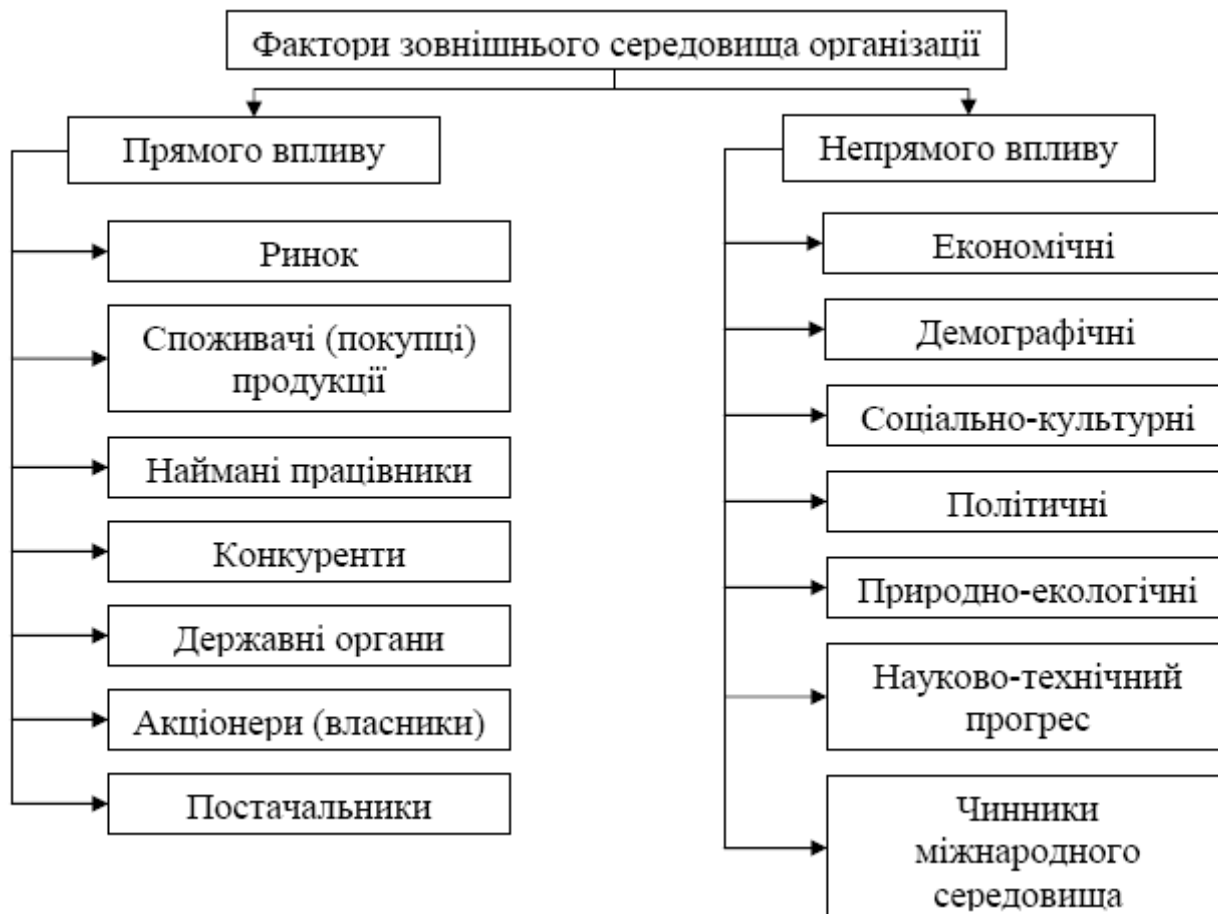 Фактори зовнішнього середовища організації
Прямого впливу
Ринок
Споживачі (покупці)
продукції
Наймані працівники
Конкуренти
Державні органи
Акціонери (власники)
Постачальники
Непрямого впливу
Економічні
Демографічні
Соціально-культурні
Політичні
Природно-екологічні
Науково-технічний
прогрес
Чинники
міжнародного
середовища